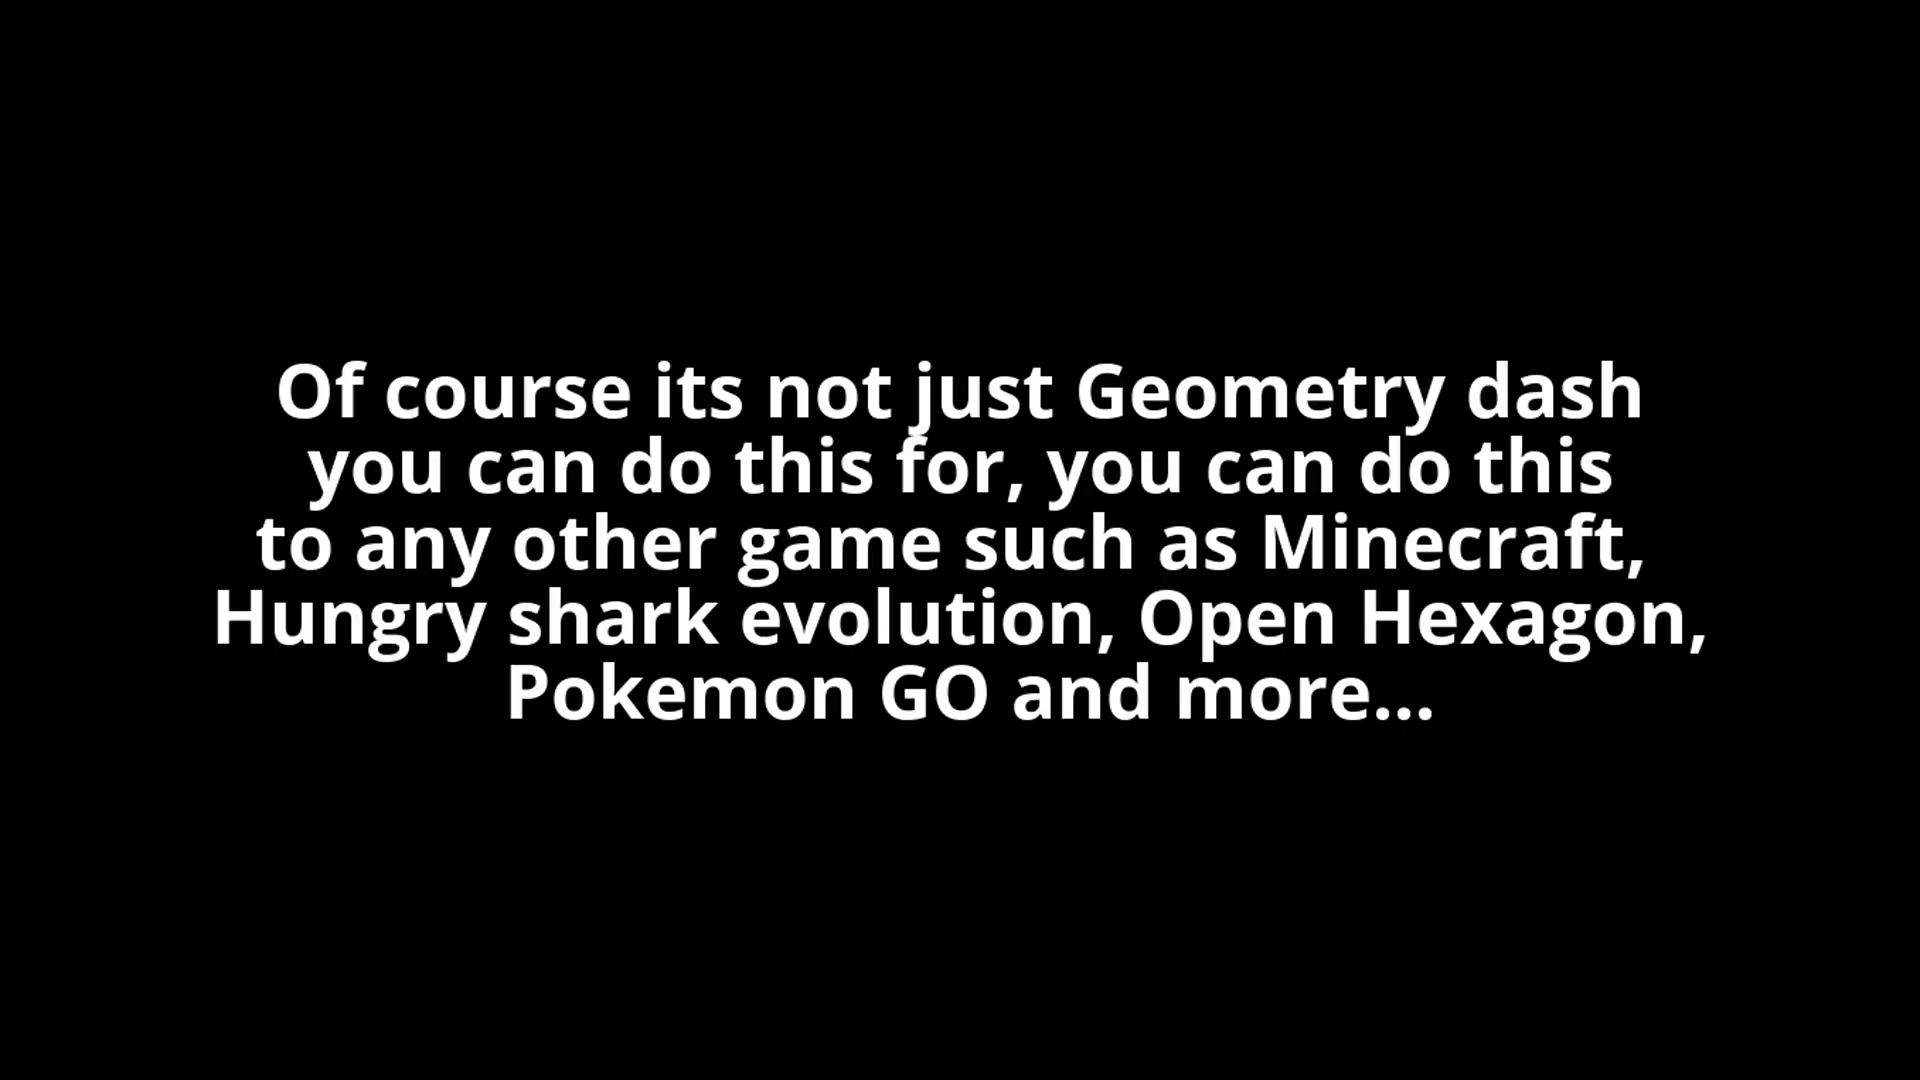 Of course its not just Geometry dash
you can do this for, you can do this
to any other game such as Minecraft,
Hungry shark evolution, Open Hexagon,
Pokemon GO and more...